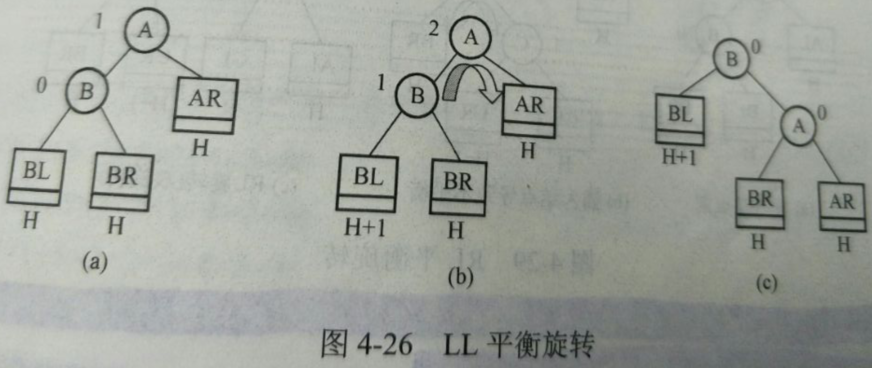 1 A
0 B AR
H
BL BR
H H
(a)
2 A
1 B AR
H
BL BR
H+1 H
(b)
B 0
BL A 0
H+1
BR AR
H H
(c)
图 4-26 LL 平衡旋转